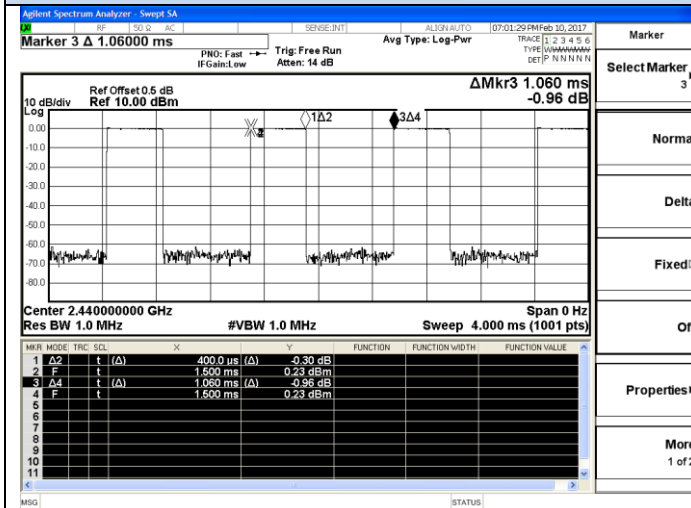 Agilent Spectrum Analyzer - Swept SA
RF 50 Ω AC SENSE:INT ALIGN AUTO 07:01:29 PM Feb 10, 2017
Marker 3 Δ 1.06000 ms
PNO: Fast
IFGain:Low
Trig: Free Run
Atten: 14 dB
Avg Type: Log-Pwr
TRACE 1 2 3 4 5 6
TYPE
DET P N N N N N
Ref Offset 0.5 dB
10 dB/div Ref 10.00 dBm
ΔMkr3 1.060 ms
-0.96 dB
Log
1Δ2
3Δ4
0.00
-10.0
-20.0
-30.0
-40.0
-50.0
-60.0
-70.0
-80.0
Center 2.440000000 GHz Span 0 Hz
Res BW 1.0 MHz #VBW 1.0 MHz Sweep 4.000 ms (1001 pts)
MKR MODE TRC SCL X Y FUNCTION FUNCTION WIDTH FUNCTION VALUE
1 Δ2 t (Δ) 400.0 µs (Δ) -0.30 dB
2 F t 1.500 ms 0.23 dBm
3 Δ4 t (Δ) 1.060 ms (Δ) -0.96 dB
4 F t 1.500 ms 0.23 dBm
5
6
7
8
9
10
11
MSG STATUS
Marker
Select Marker
3
Norma
Delta
Fixed
Of
Properties
More
1 of 2